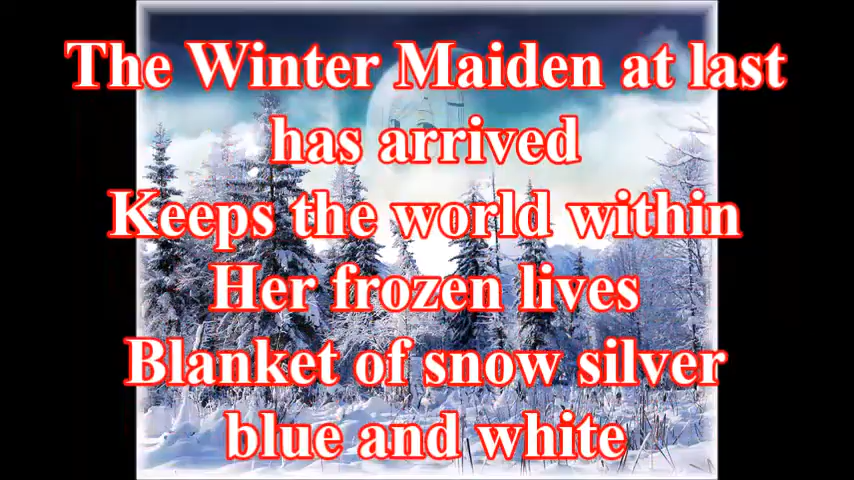 The Winter Maiden at last
has arrived
Keeps the world within
Her frozen lives
Blanket of snow silver
blue and white